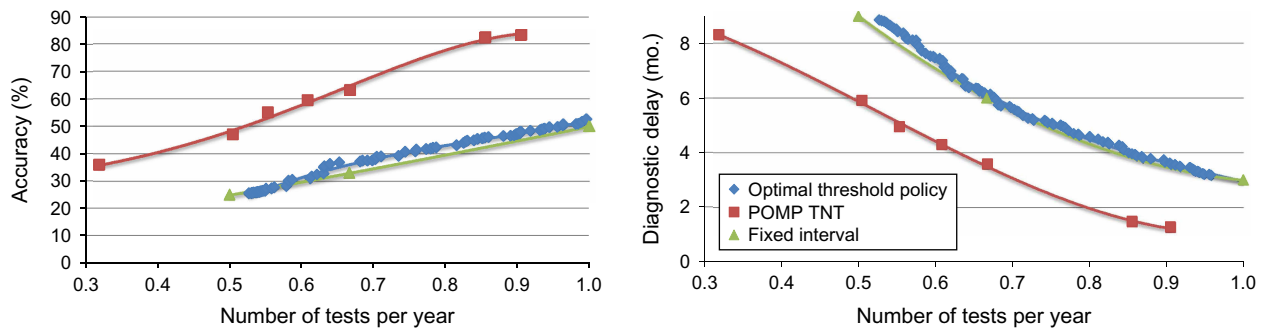 Accuracy (%)
90
80
70
60
50
40
30
20
10
0
0.3 0.4 0.5 0.6 0.7 0.8 0.9 1.0
Number of tests per year
Diagnostic delay (mo.)
8
6
4
2
0
Optimal threshold policy
POMP TNT
Fixed interval
0.3 0.4 0.5 0.6 0.7 0.8 0.9 1.0
Number of tests per year